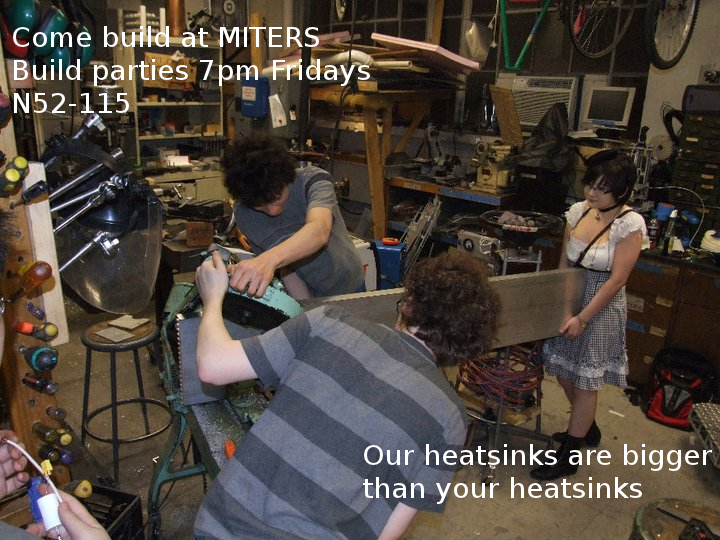 Come build at MITERS
Build parties 7pm Fridays
N52-115
Our heatsinks are bigger
than your heatsinks